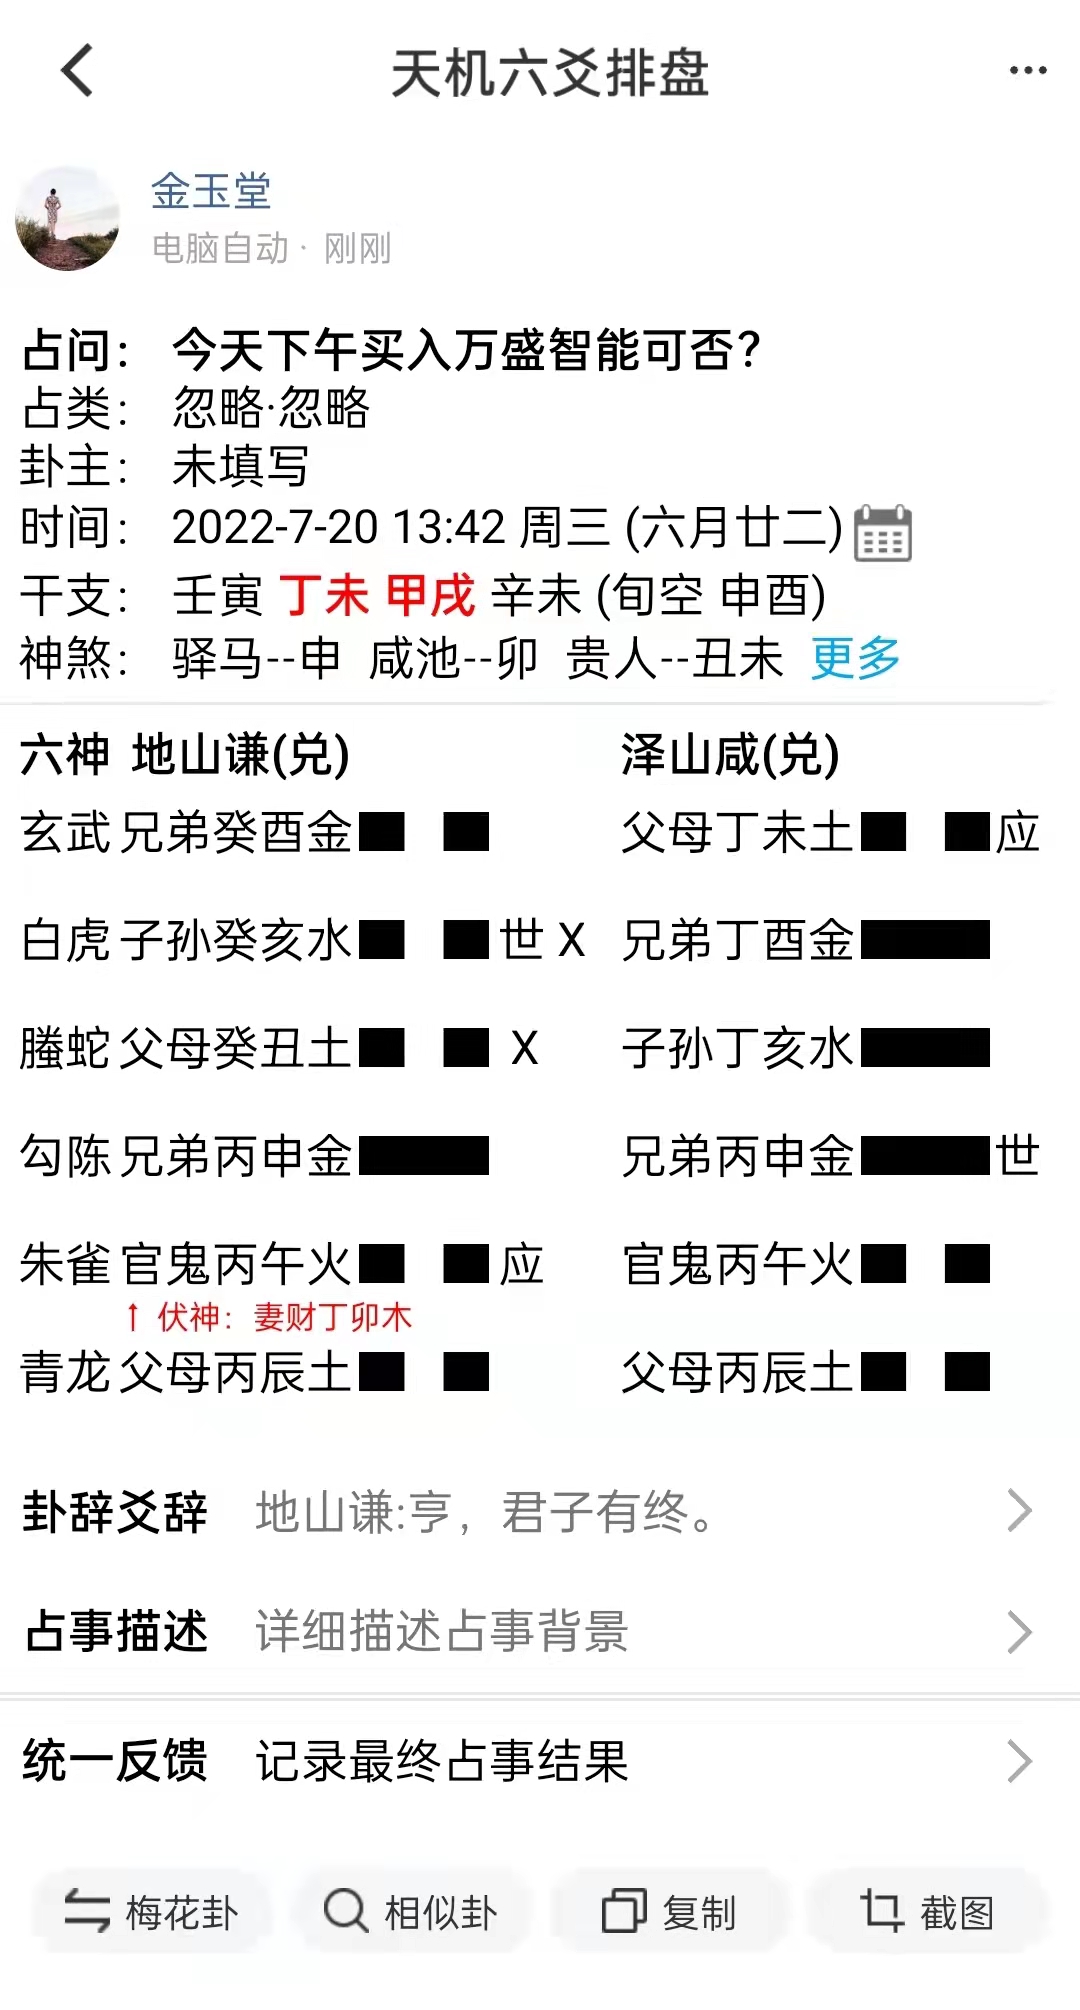 天机六爻排盘
金玉堂
电脑自动· 刚刚
占问： 今天下午买入万盛智能可否？
占类： 忽略·忽略
卦主： 未填写
时间： 2022-7-20 13:42 周三 (六月廿二)
干支： 壬寅 丁未 甲戌 辛未 (旬空 申酉)
神煞： 驿马--申 咸池--卯 贵人--丑未 更多
六神 地山谦(兑) 泽山咸(兑)
玄武 兄弟癸酉金 父母丁未土 应
白虎 子孙癸亥水 世 X 兄弟丁酉金
螣蛇 父母癸丑土 X 子孙丁亥水
勾陈 兄弟丙申金 兄弟丙申金 世
朱雀 官鬼丙午火 应 官鬼丙午火
↑ 伏神：妻财丁卯木
青龙 父母丙辰土 父母丙辰土
卦辞爻辞 地山谦:亨，君子有终。
占事描述 详细描述占事背景
统一反馈 记录最终占事结果
梅花卦 相似卦 复制 截图